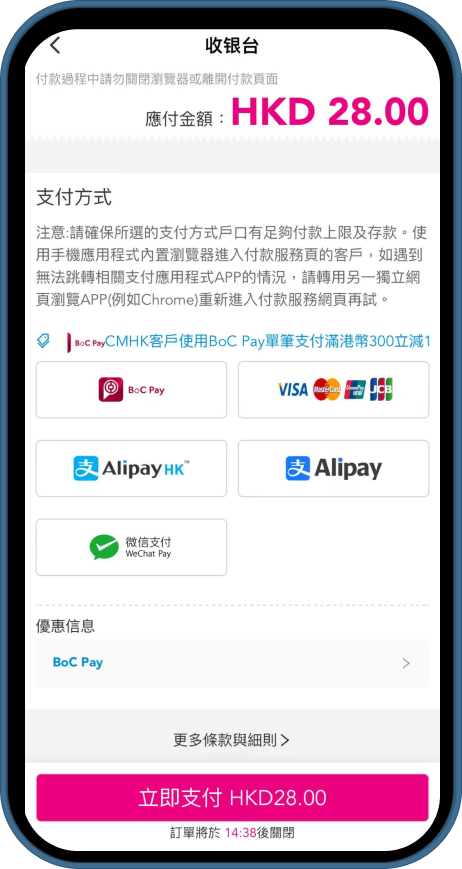 收银台
付款過程中請勿關閉瀏覽器或離開付款頁面
應付金額：HKD 28.00
支付方式
注意:請確保所選的支付方式戶口有足夠付款上限及存款。使
用手機應用程式內置瀏覽器進入付款服務頁的客戶，如遇到
無法跳轉相關支付應用程式APP的情況，請轉用另一獨立網
頁瀏覽APP(例如Chrome)重新進入付款服務網頁再試。
BoC Pay CMHK客戶使用BoC Pay單筆支付滿港幣300立減1
BoC Pay VISA MasterCard UnionPay JCB
支 Alipay HK™ 支 Alipay
微信支付
WeChat Pay
優惠信息
BoC Pay
更多條款與細則
立即支付 HKD28.00
訂單將於 14:38後關閉